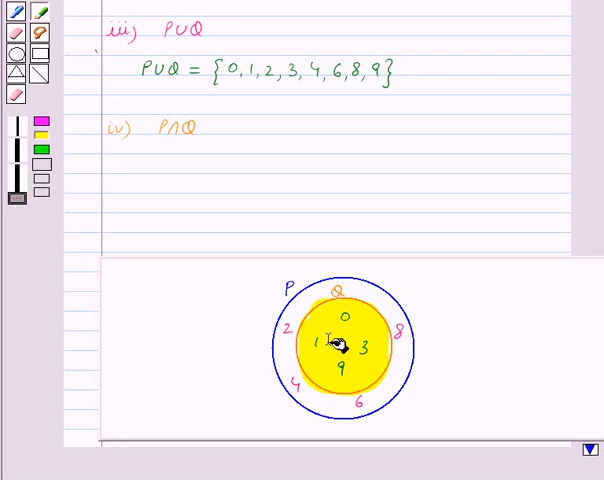 iii) P∪Q
P∪Q = {0, 1, 2, 3, 4, 6, 8, 9}
iv) P∩Q
P Q
0
2 8
1 3
9
4
6